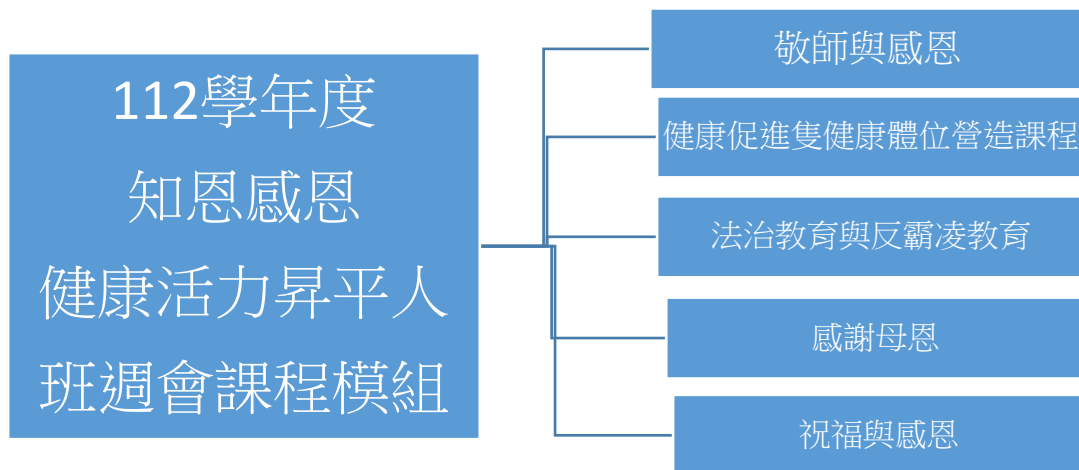 112學年度
知恩感恩
健康活力昇平人
班週會課程模組
敬師與感恩
健康促進隻健康體位營造課程
法治教育與反霸凌教育
感謝母恩
祝福與感恩